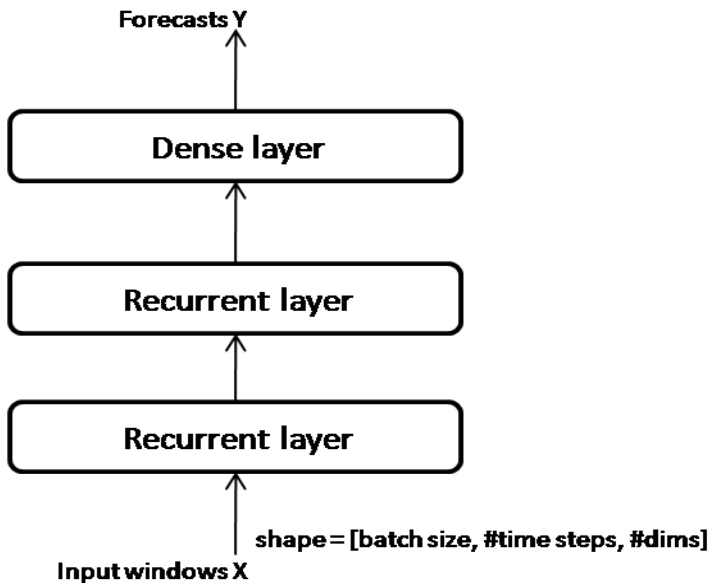 Forecasts Y
Dense layer
Recurrent layer
Recurrent layer
shape = [batch size, #time steps, #dims]
Input windows X